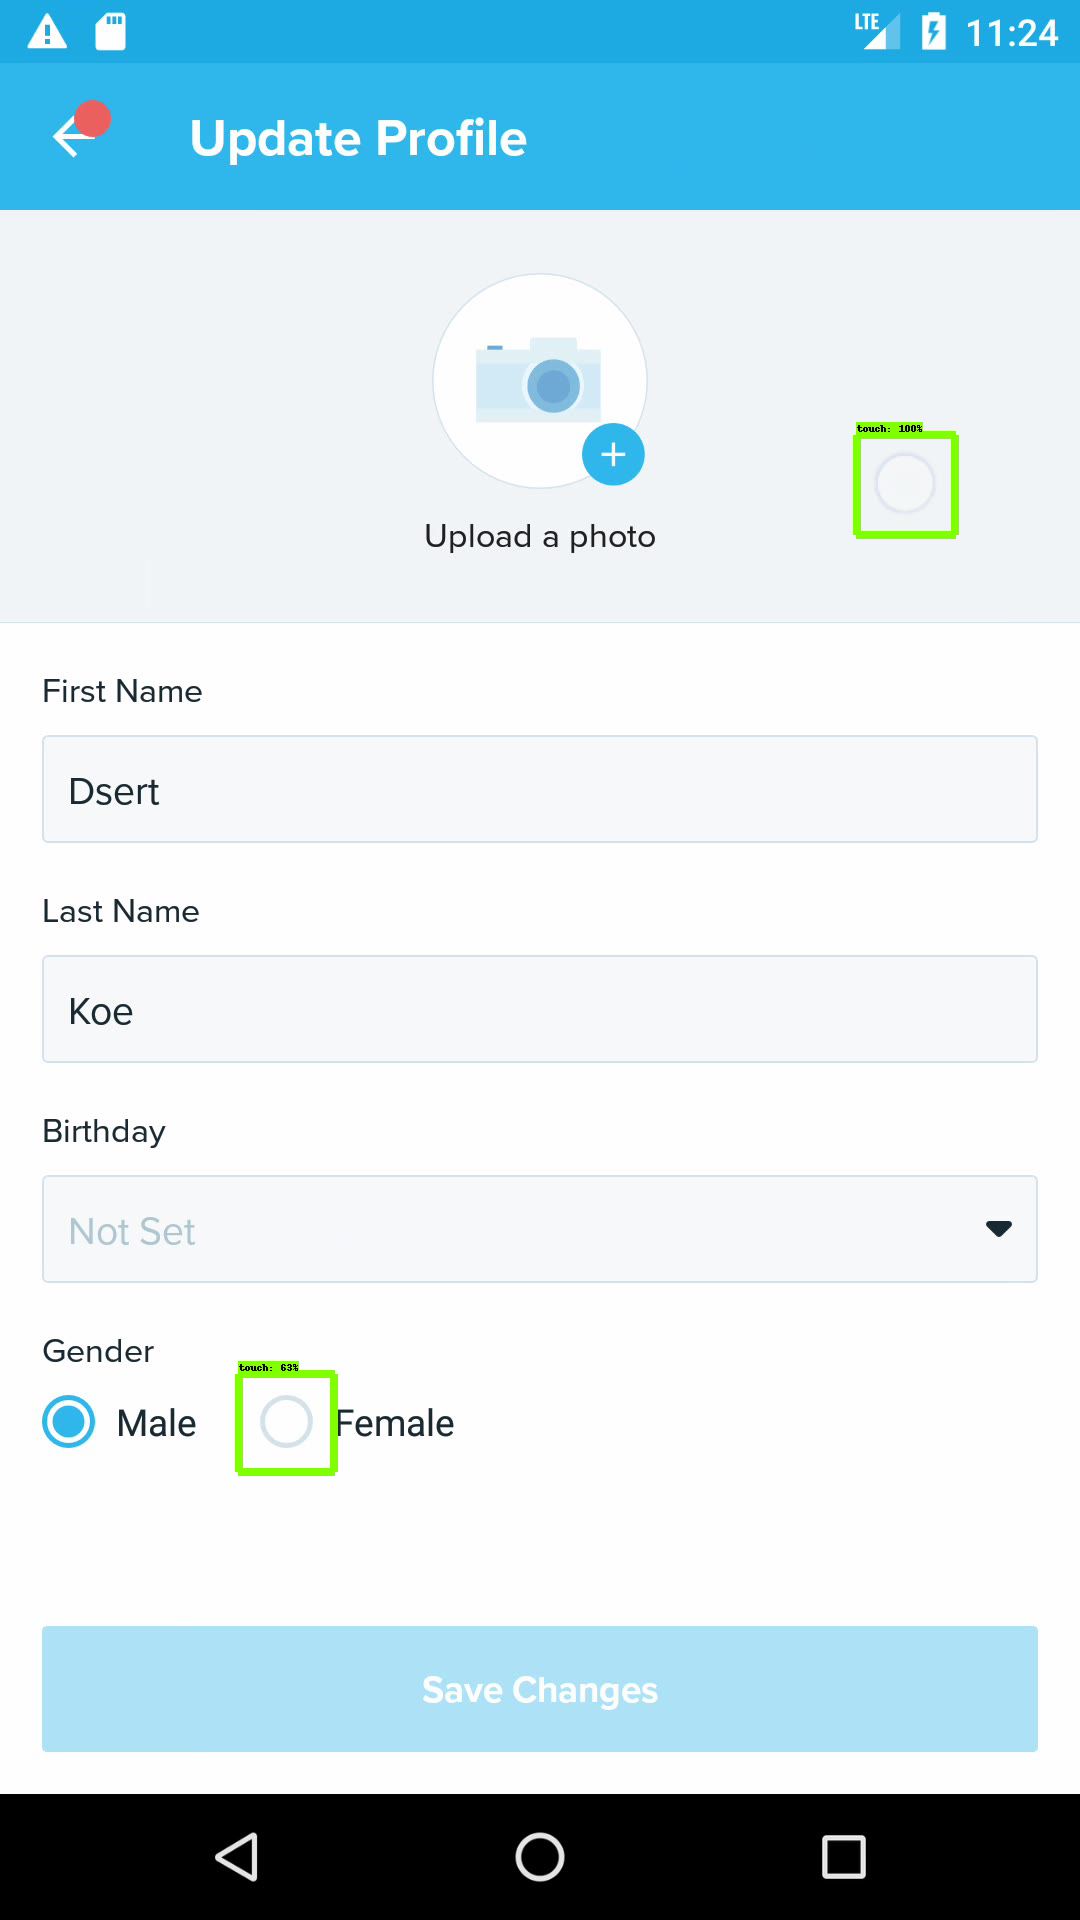 LTE 11:24
Update Profile
touch: 100%
Upload a photo
First Name
Dsert
Last Name
Koe
Birthday
Not Set
Gender
touch: 63%
Male Female
Save Changes